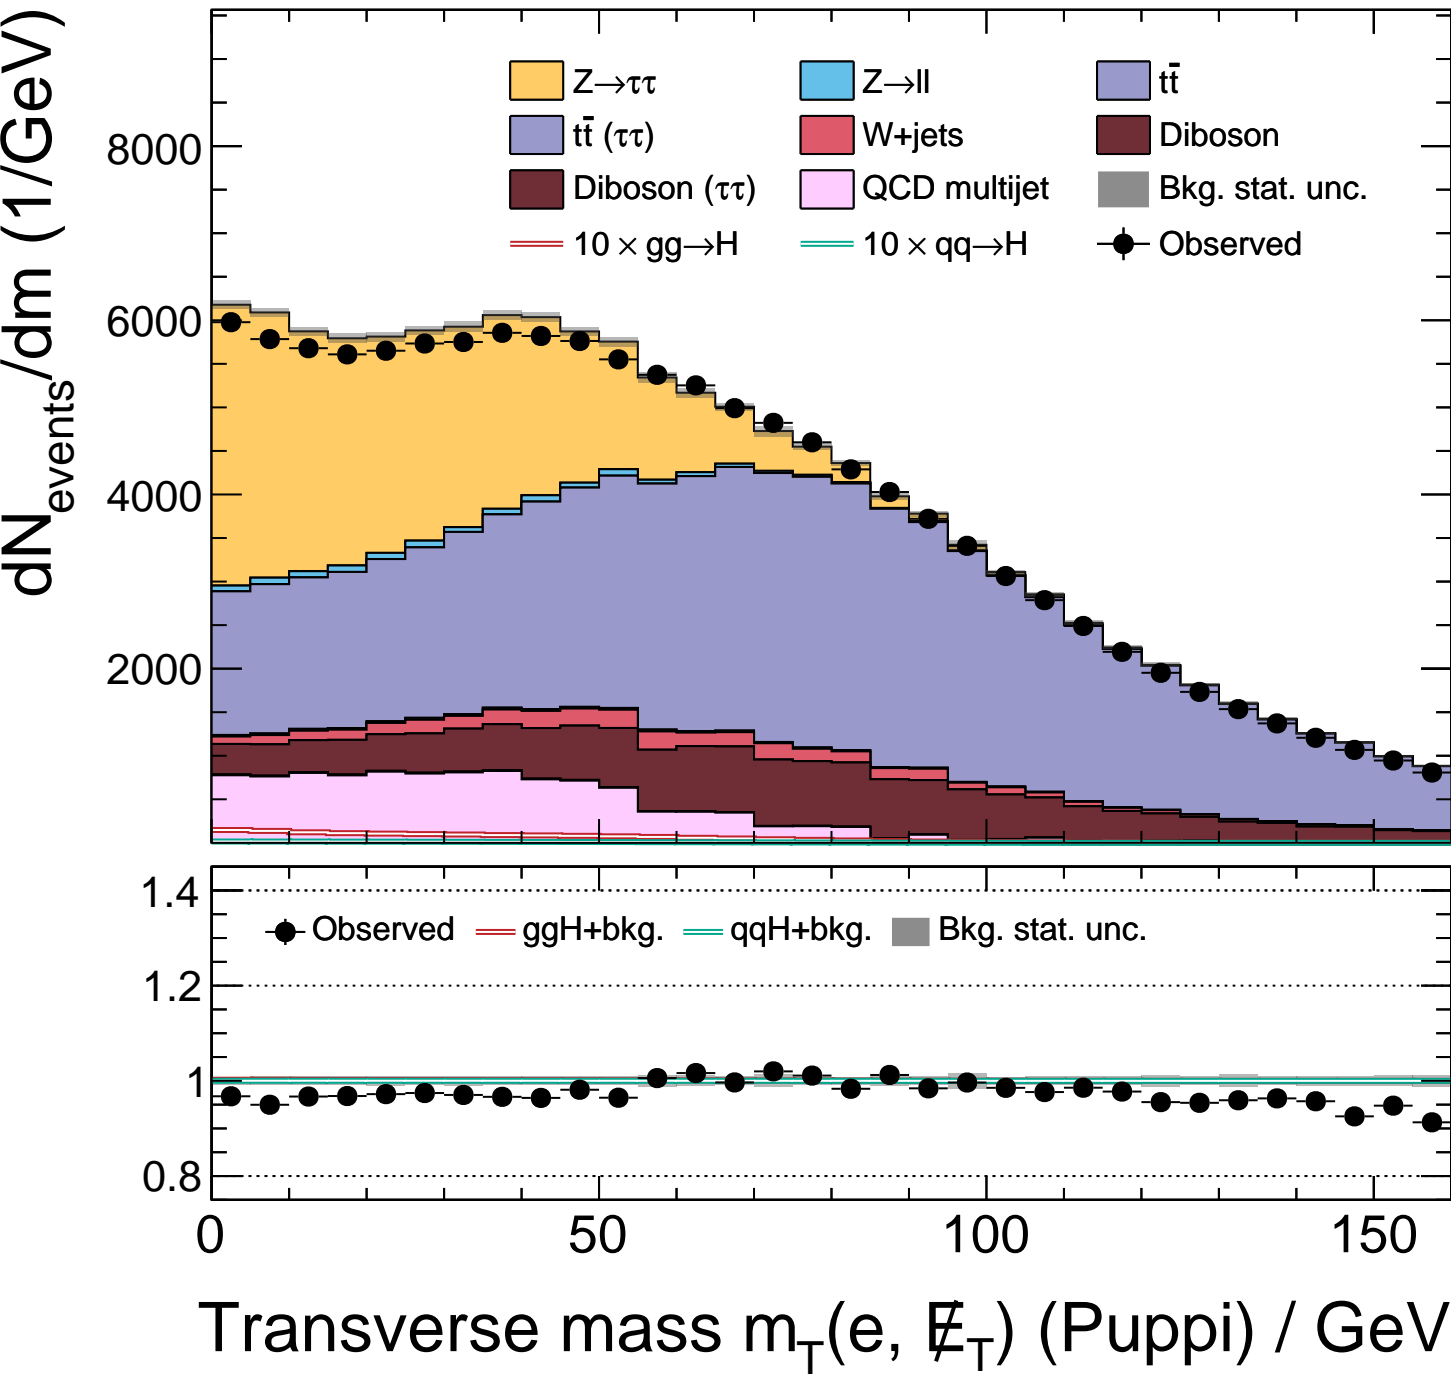 dN_events/dm (1/GeV)
Z→ττ Z→ll tt̄
tt̄ (ττ) W+jets Diboson
Diboson (ττ) QCD multijet Bkg. stat. unc.
10 × gg→H 10 × qq→H Observed
8000
6000
4000
2000
1.4
Observed ggH+bkg. qqH+bkg. Bkg. stat. unc.
1.2
1
0.8
0 50 100 150
Transverse mass m_T(e, E̸_T) (Puppi) / GeV